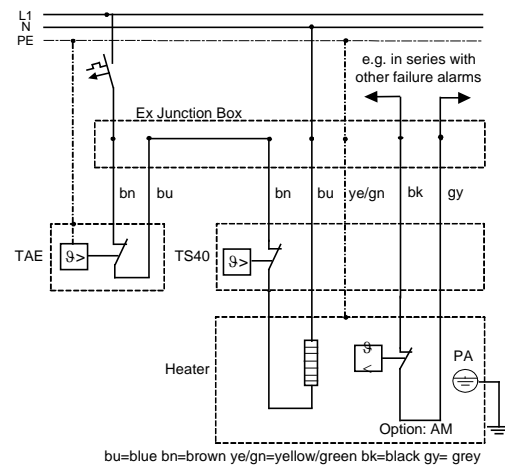 L1
N
PE
e.g. in series with
other failure alarms
Ex Junction Box
bn bu bn bu ye/gn bk gy
TAE ϑ> TS40 ϑ>
Heater ϑ
< PA
Option: AM
bu=blue bn=brown ye/gn=yellow/green bk=black gy= grey